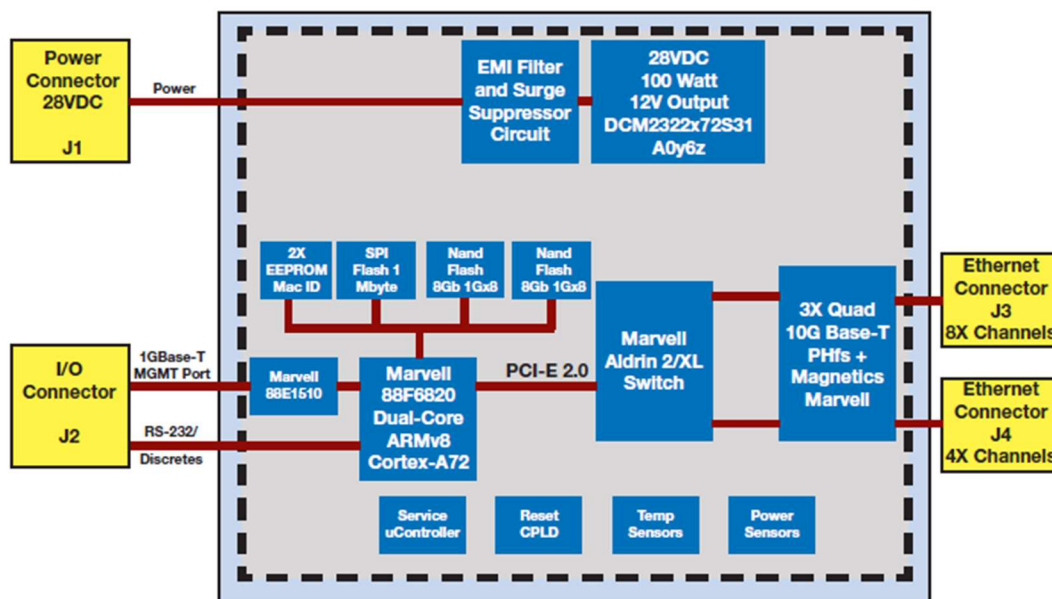 Power
Connector
28VDC
J1
Power
EMI Filter
and Surge
Suppressor
Circuit
28VDC
100 Watt
12V Output
DCM2322x72S31
A0y6z
2X
EEPROM
Mac ID
SPI
Flash 1
Mbyte
Nand
Flash
8Gb 1Gx8
Nand
Flash
8Gb 1Gx8
I/O
Connector
J2
1GBase-T
MGMT Port
RS-232/
Discretes
Marvell
88E1510
Marvell
88F6820
Dual-Core
ARMv8
Cortex-A72
PCI-E 2.0
Marvell
Aldrin 2/XL
Switch
3X Quad
10G Base-T
PHfs +
Magnetics
Marvell
Ethernet
Connector
J3
8X Channels
Ethernet
Connector
J4
4X Channels
Service
uController
Reset
CPLD
Temp
Sensors
Power
Sensors